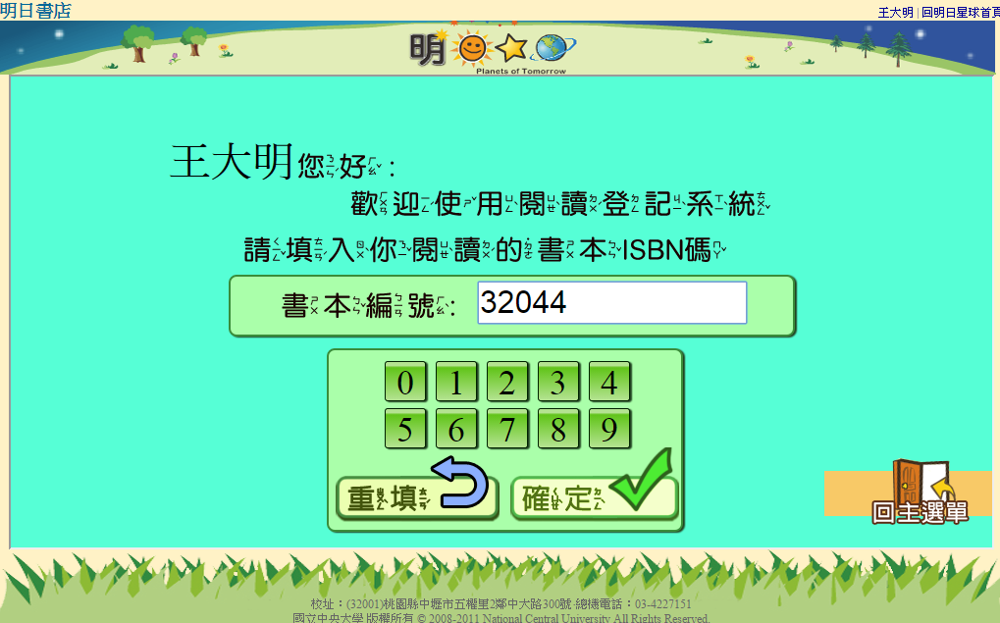 明日書店
王大明 | 回明日星球首頁
明
Planets of Tomorrow
王大明您好：
歡迎使用閱讀登記系統
請填入你閱讀的書本ISBN碼
書本編號: 32044
0 1 2 3 4
5 6 7 8 9
重填 確定
回主選單
校址：(32001)桃園縣中壢市五權里2鄰中大路300號·總機電話：03-4227151
國立中央大學 版權所有 © 2008-2011 National Central University All Rights Reserved.